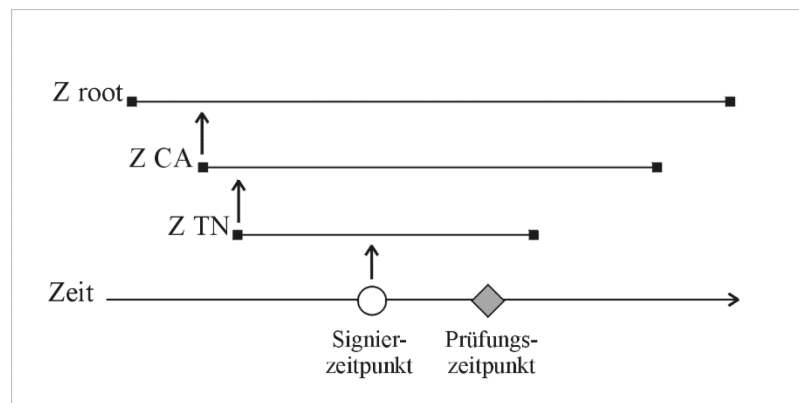 Z root
Z CA
Z TN
Zeit
Signier-
zeitpunkt
Prüfungs-
zeitpunkt